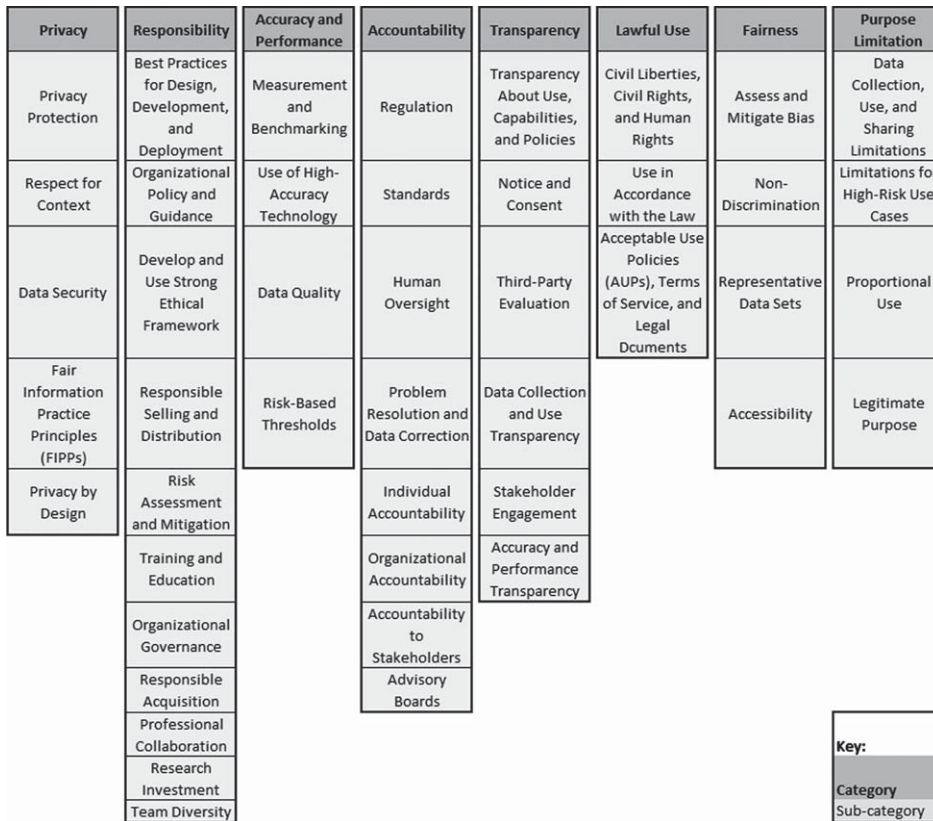 Privacy
Privacy
Protection
Respect for
Context
Data Security
Fair
Information
Practice
Principles
(FIPPs)
Privacy by
Design
Responsibility
Best Practices
for Design,
Development,
and
Deployment
Organizational
Policy and
Guidance
Develop and
Use Strong
Ethical
Framework
Responsible
Selling and
Distribution
Risk
Assessment
and Mitigation
Training and
Education
Organizational
Governance
Responsible
Acquisition
Professional
Collaboration
Research
Investment
Team Diversity
Accuracy and
Performance
Measurement
and
Benchmarking
Use of High-
Accuracy
Technology
Data Quality
Risk-Based
Thresholds
Accountability
Regulation
Standards
Human
Oversight
Problem
Resolution and
Data Correction
Individual
Accountability
Organizational
Accountability
Accountability
to
Stakeholders
Advisory
Boards
Transparency
Transparency
About Use,
Capabilities,
and Policies
Notice and
Consent
Third-Party
Evaluation
Data Collection
and Use
Transparency
Stakeholder
Engagement
Accuracy and
Performance
Transparency
Lawful Use
Civil Liberties,
Civil Rights,
and Human
Rights
Use in
Accordance
with the Law
Acceptable Use
Policies
(AUPs), Terms
of Service, and
Legal
Dcuments
Fairness
Assess and
Mitigate Bias
Non-
Discrimination
Representative
Data Sets
Accessibility
Purpose
Limitation
Data
Collection,
Use, and
Sharing
Limitations
Limitations fo
High-Risk Use
Cases
Proportional
Use
Legitimate
Purpose
Key:
Category
Sub-category